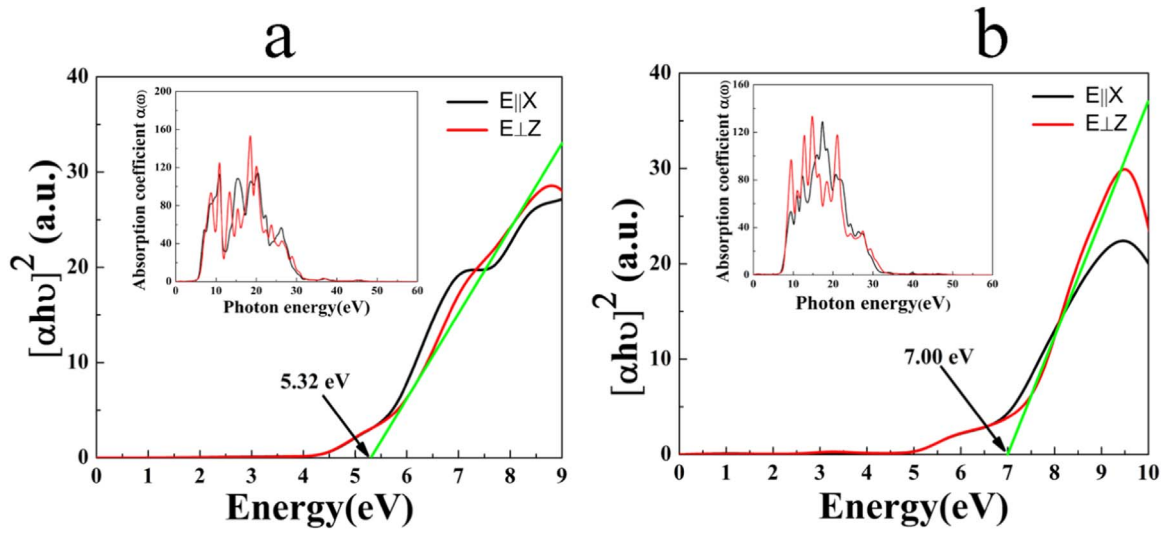 a
[αhυ]² (a.u.)
40
30
20
10
0
0 1 2 3 4 5 6 7 8 9
Energy(eV)
E||X
E⊥Z
5.32 eV
Absorption coefficient α(ω)
200
160
120
80
40
0
0 10 20 30 40 50 60
Photon energy(eV)
b
[αhυ]² (a.u.)
40
30
20
10
0
0 1 2 3 4 5 6 7 8 9 10
Energy(eV)
E||X
E⊥Z
7.00 eV
Absorption coefficient α(ω)
160
120
80
40
0
0 10 20 30 40 50 60
Photon energy(eV)